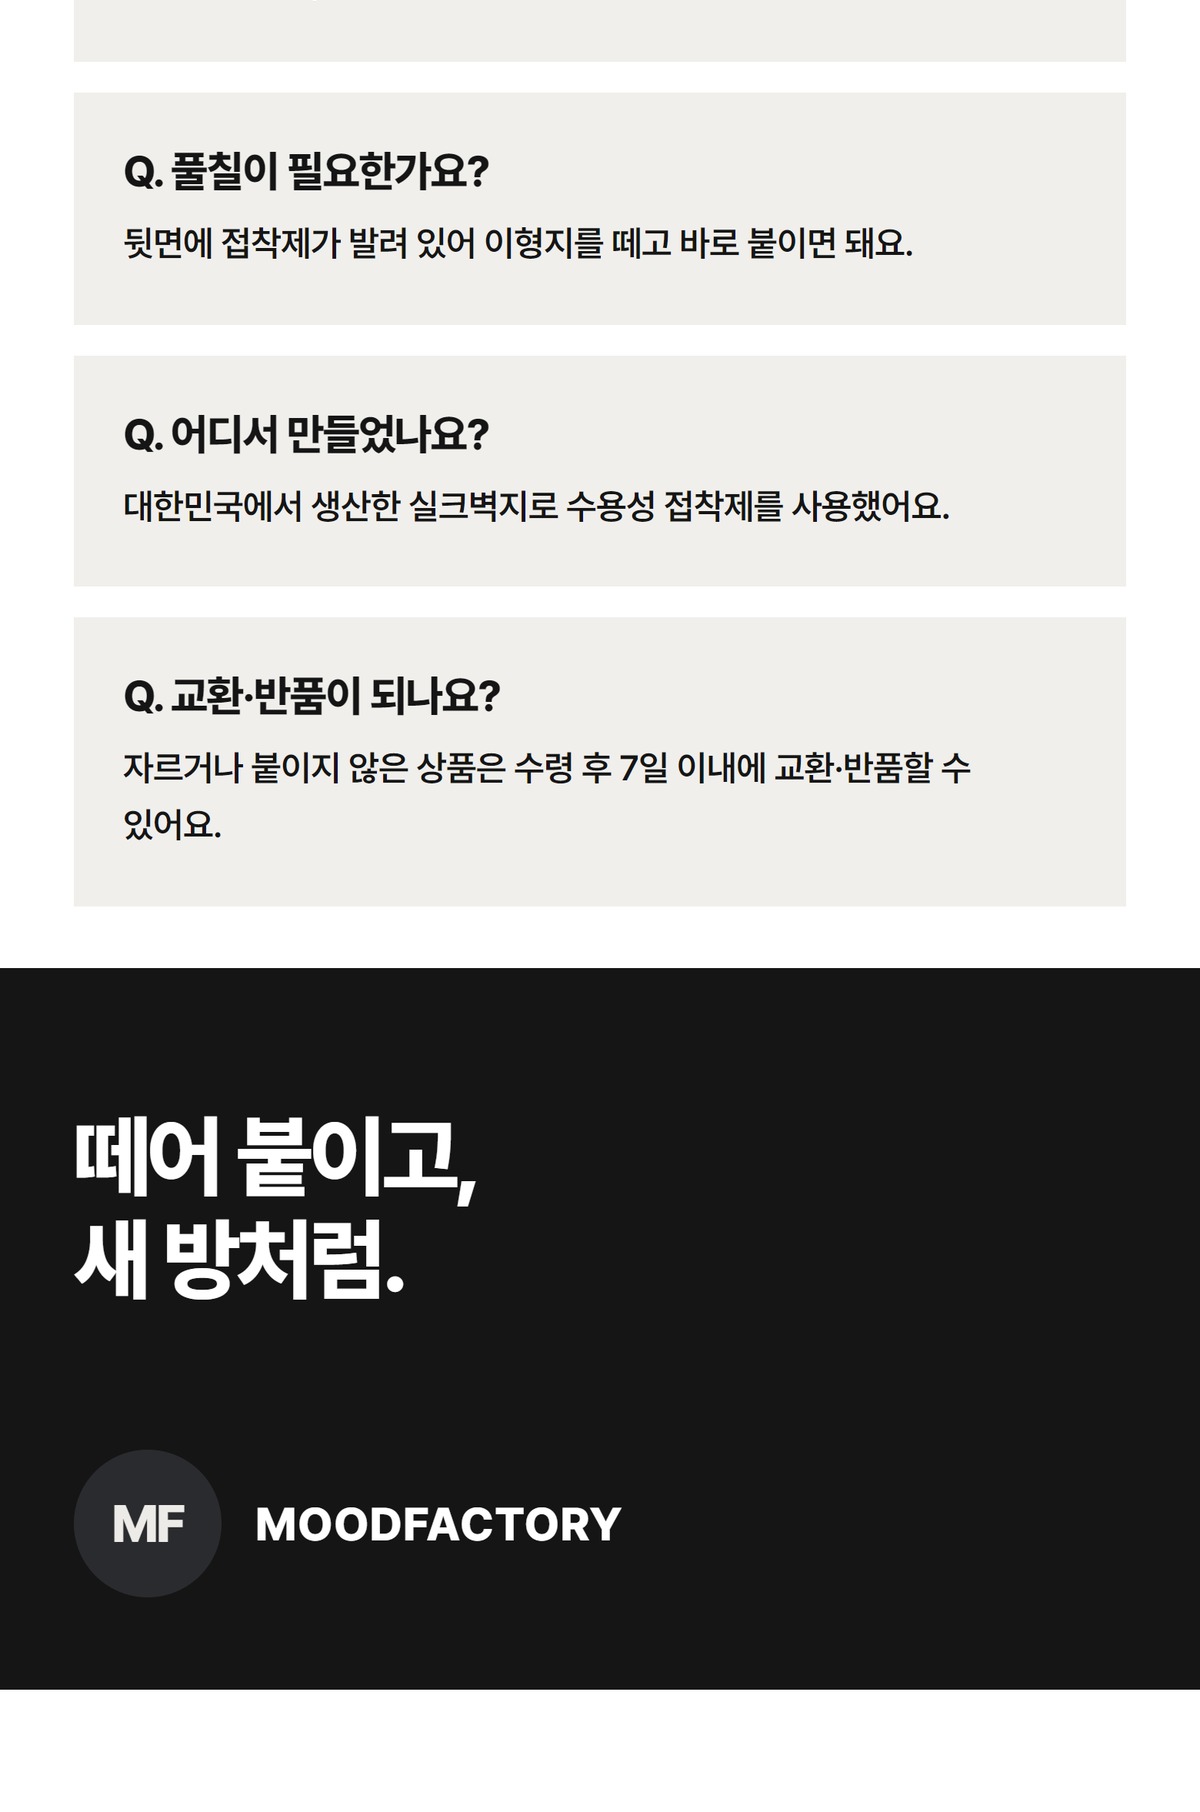 Q. 풀칠이 필요한가요?
뒷면에 접착제가 발려 있어 이형지를 떼고 바로 붙이면 돼요.
Q. 어디서 만들었나요?
대한민국에서 생산한 실크벽지로 수용성 접착제를 사용했어요.
Q. 교환·반품이 되나요?
자르거나 붙이지 않은 상품은 수령 후 7일 이내에 교환·반품할 수
있어요.
떼어 붙이고,
새 방처럼.
MF MOODFACTORY